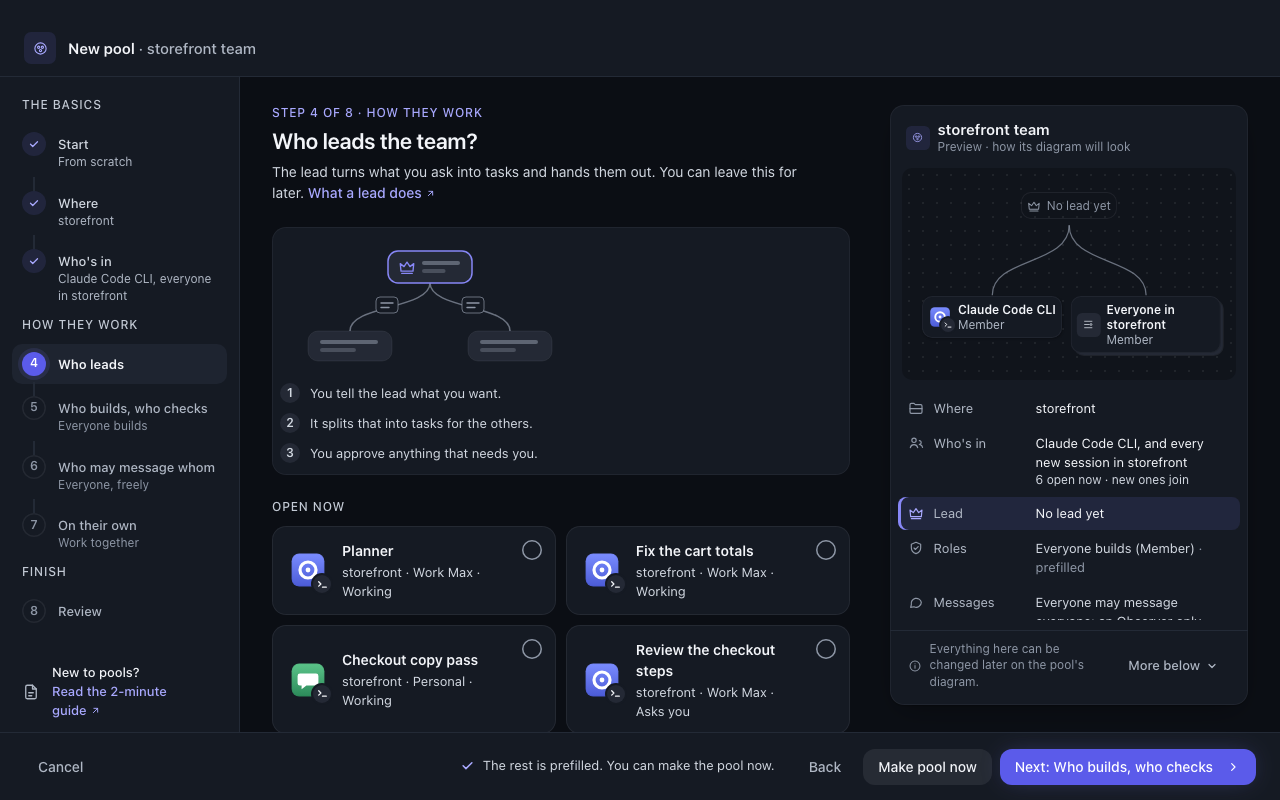 New pool · storefront team
THE BASICS
Start
From scratch
Where
storefront
Who's in
Claude Code CLI, everyone
in storefront
HOW THEY WORK
4
Who leads
5
Who builds, who checks
Everyone builds
6
Who may message whom
Everyone, freely
7
On their own
Work together
FINISH
8
Review
New to pools?
Read the 2-minute
guide ↗
STEP 4 OF 8 · HOW THEY WORK
Who leads the team?
The lead turns what you ask into tasks and hands them out. You can leave this for
later. What a lead does ↗
1 You tell the lead what you want.
2 It splits that into tasks for the others.
3 You approve anything that needs you.
OPEN NOW
Planner
storefront · Work Max ·
Working
Fix the cart totals
storefront · Work Max ·
Working
Checkout copy pass
storefront · Personal ·
Working
Review the checkout
steps
storefront · Work Max ·
Asks you
storefront team
Preview · how its diagram will look
No lead yet
Claude Code CLI
Member
Everyone in
storefront
Member
Where storefront
Who's in Claude Code CLI, and every
new session in storefront
6 open now · new ones join
Lead No lead yet
Roles Everyone builds (Member) ·
prefilled
Messages Everyone may message
Everything here can be
changed later on the pool's
diagram.
More below
Cancel
The rest is prefilled. You can make the pool now.
Back
Make pool now
Next: Who builds, who checks